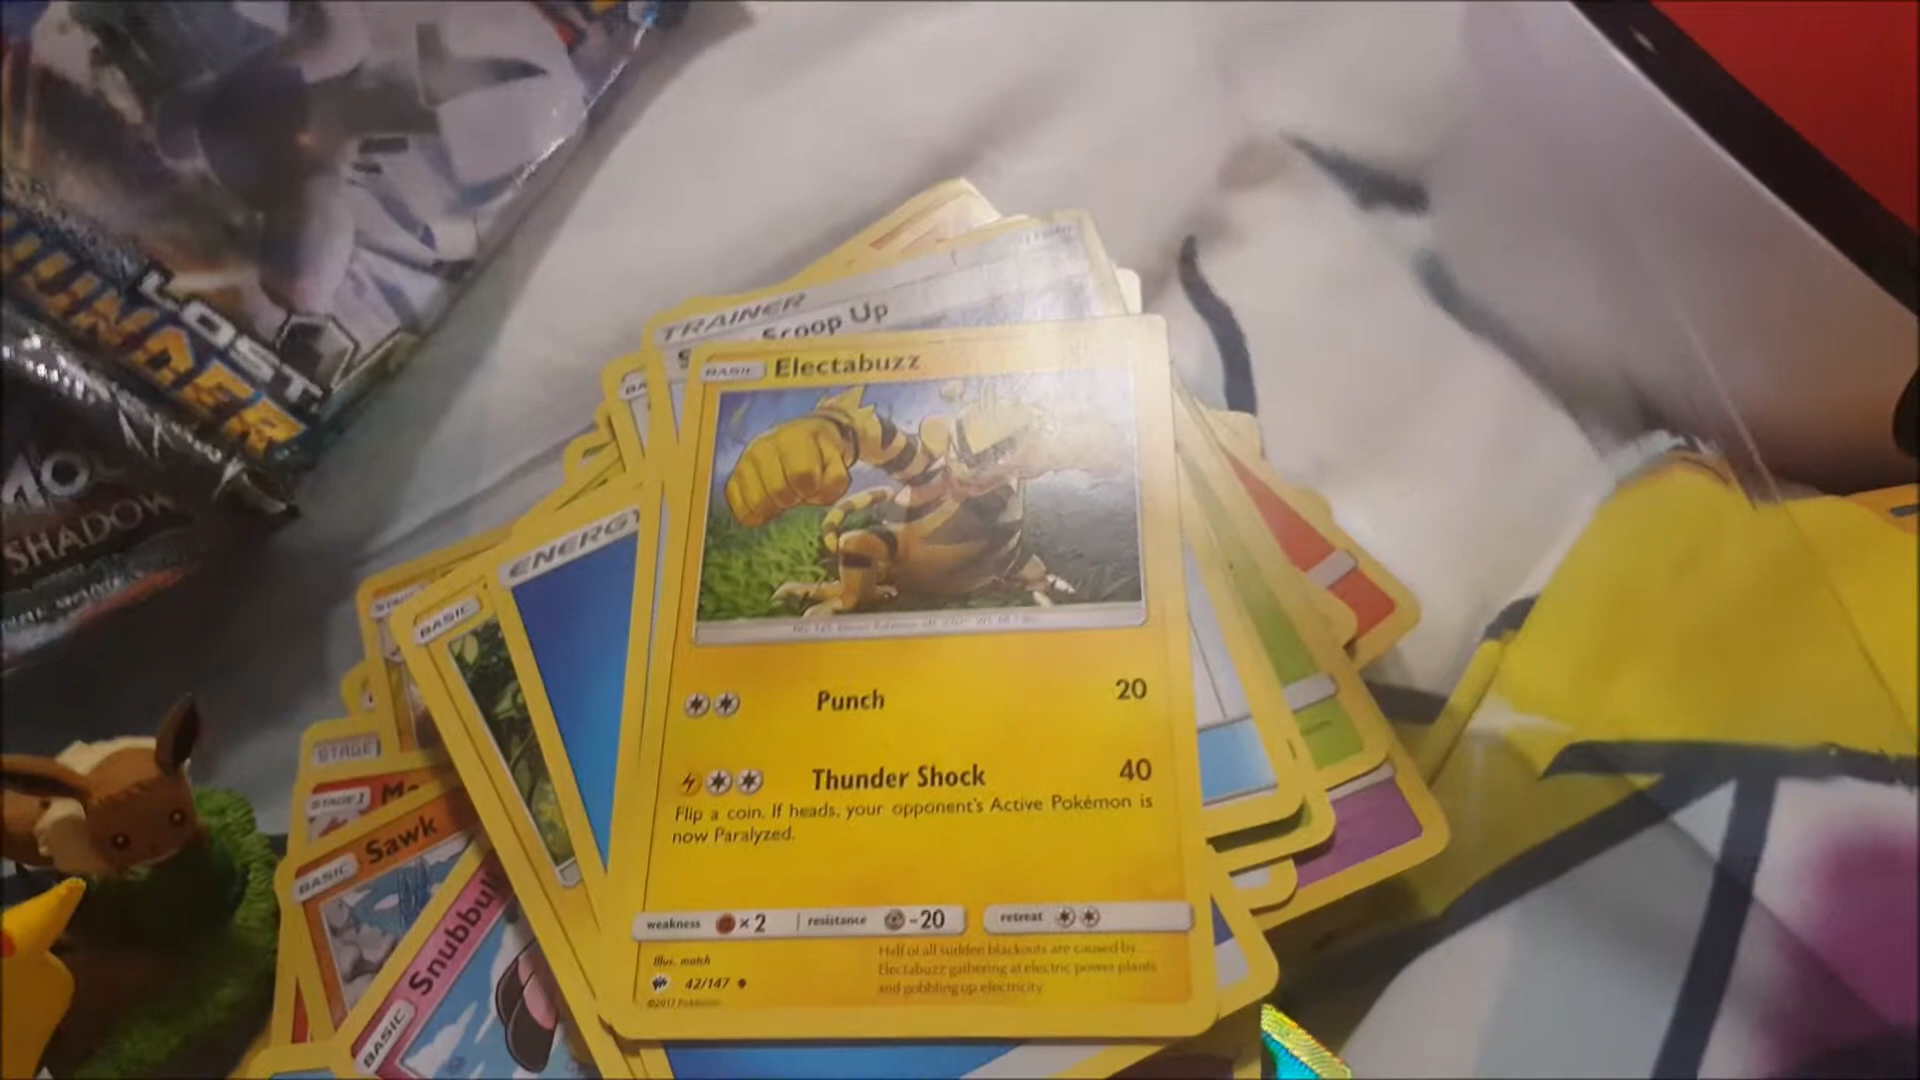 LOST
THUNDER
SHADOW
TRAINER
Scoop Up
BASIC Electabuzz
ENERGY
BASIC
Punch 20
Thunder Shock 40
Flip a coin. If heads, your opponent's Active Pokémon is
now Paralyzed.
weakness ×2 resistance -20 retreat
Illus. match
42/147
©2017 Pokémon
Half of all sudden blackouts are caused by
Electabuzz gathering at electric power plants
and gobbling up electricity.
STAGE
STAGE 1 M-
BASIC Sawk
BASIC Snubbull